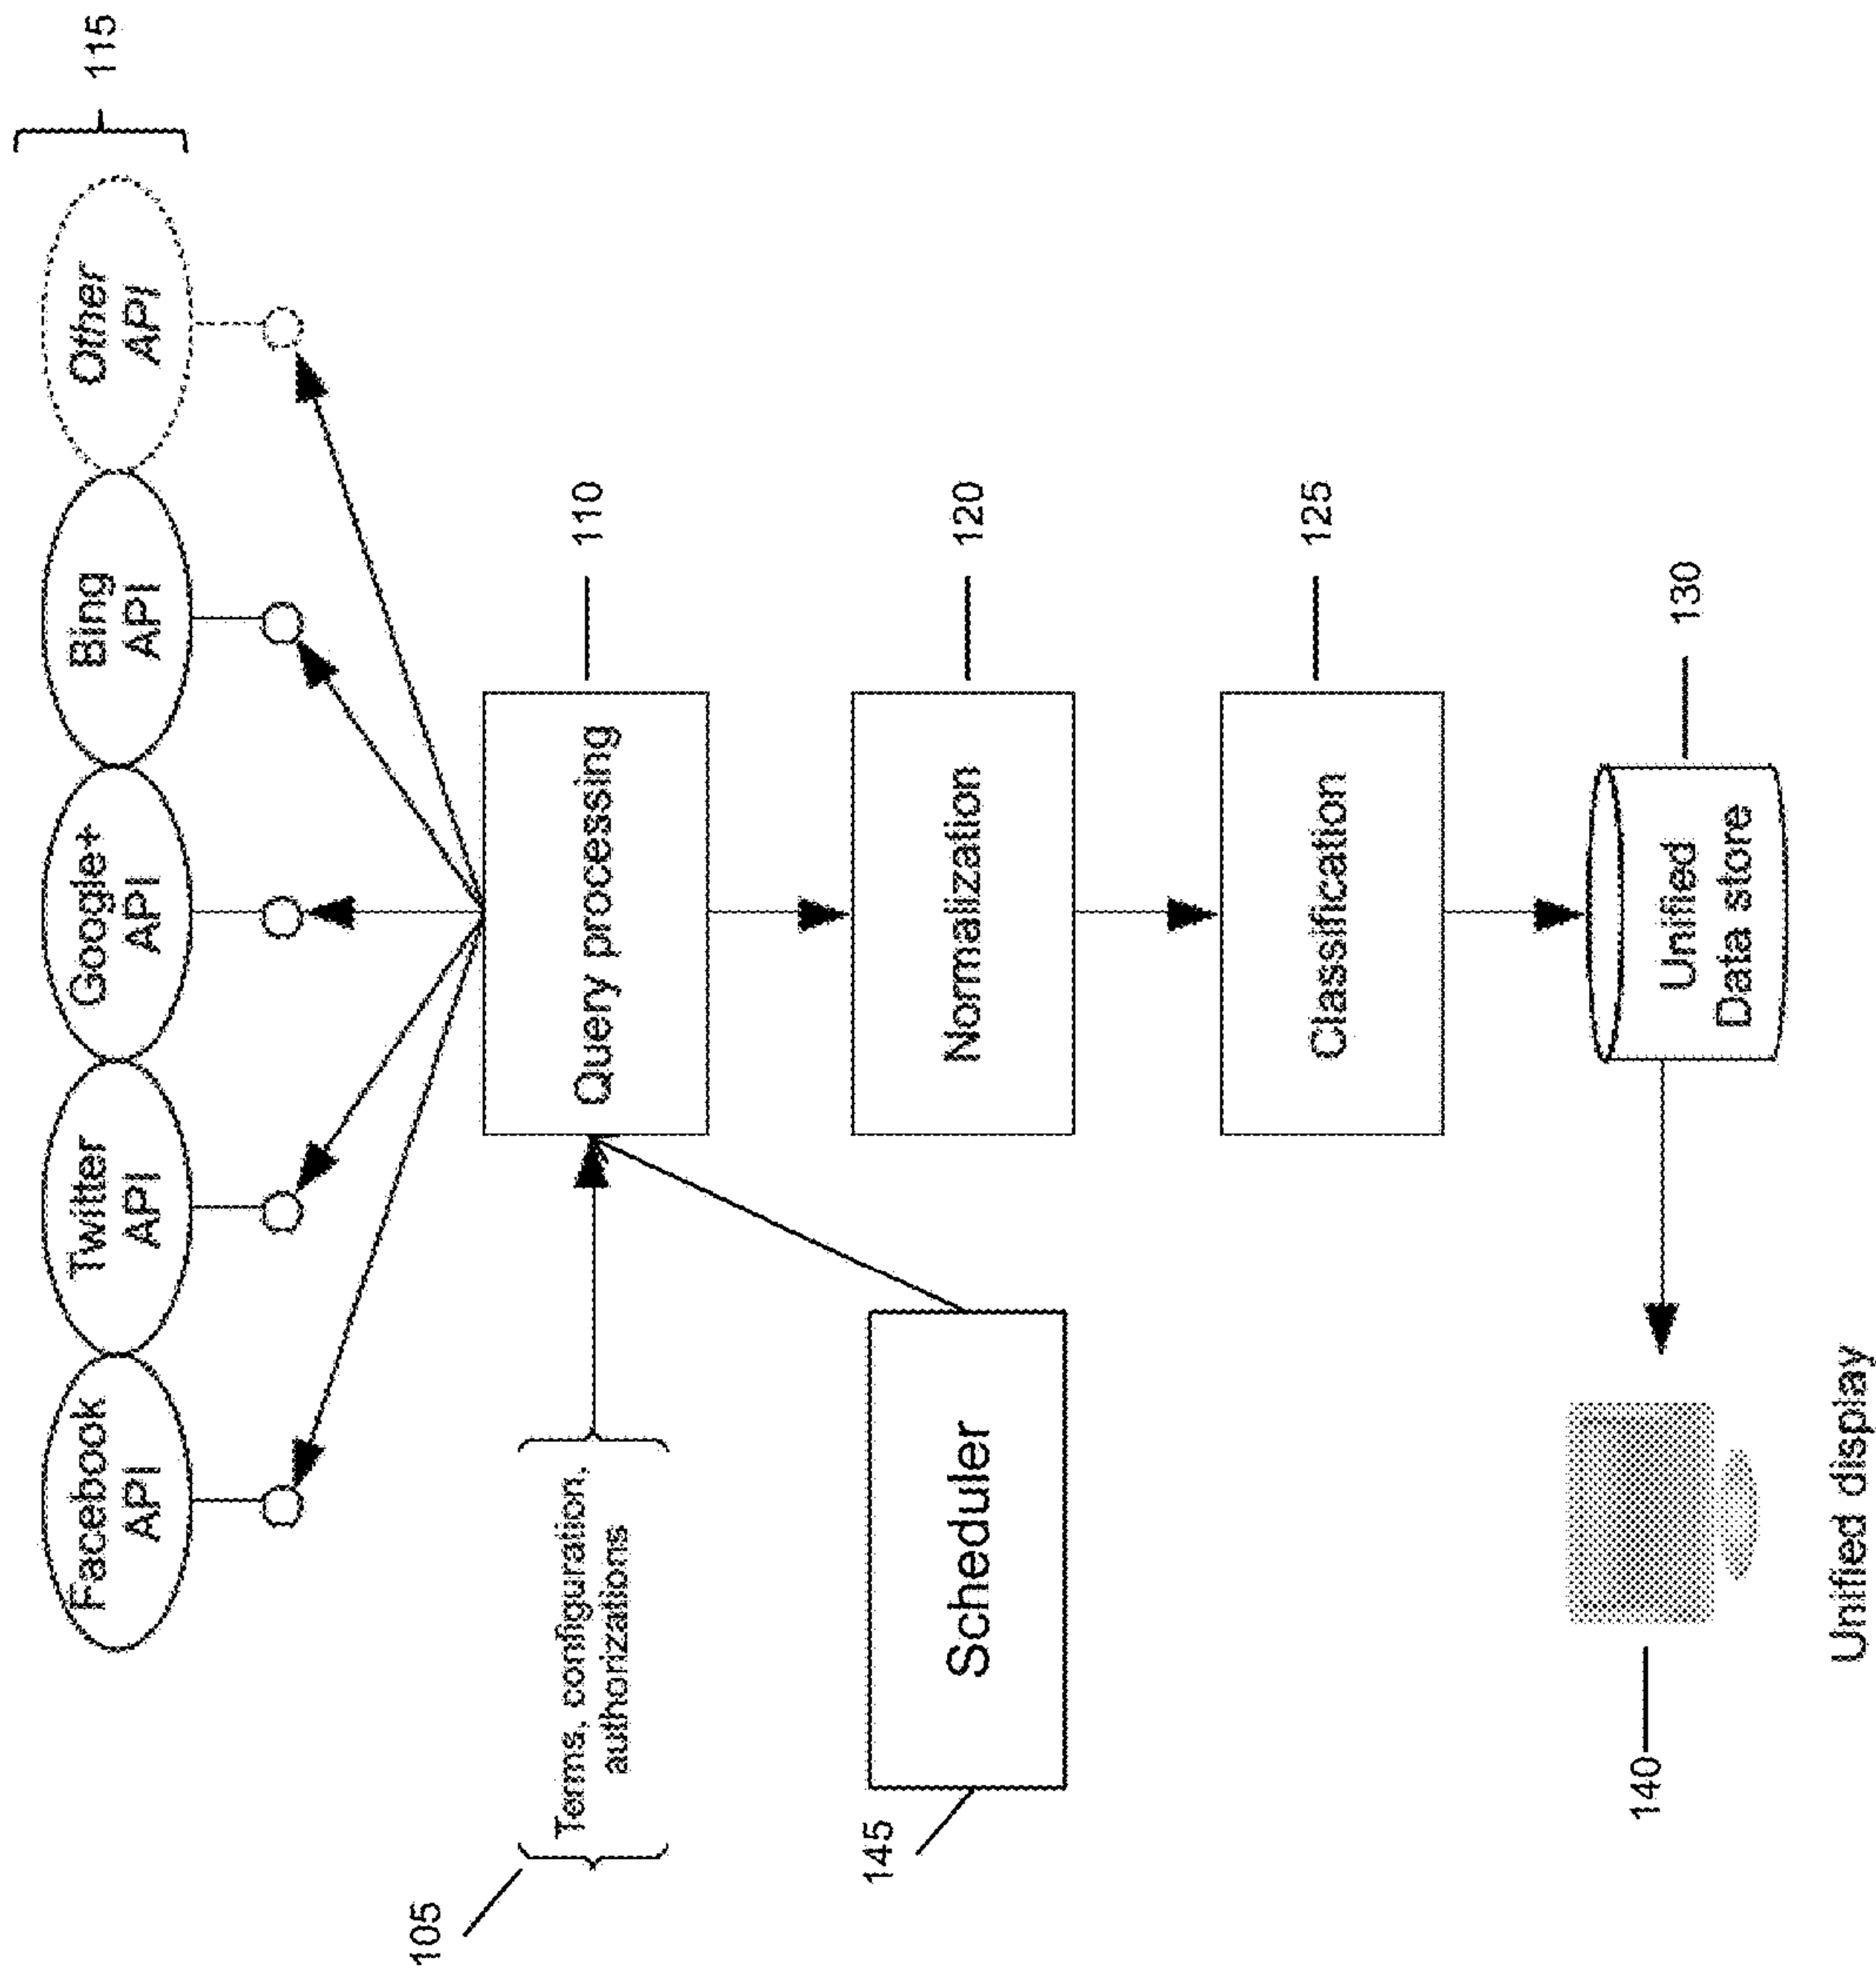 Facebook
API
Twitter
API
Google+
API
Bing
API
Other
API
115
105
Terms, configuration,
authorizations
Query processing
110
145
Scheduler
Normalization
120
Classification
125
Unified
Data store
130
140
Unified display